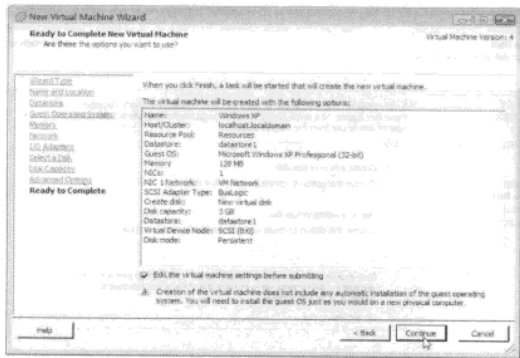 New Virtual Machine Wizard
Ready to Complete New Virtual Machine
Are these the options you want to use?
Virtual Machine Version: 4
Wizard Type
Name and Location
Datastore
Guest Operating System
Memory
Network
I/O Adapters
Select a Disk
Disk Capacity
Advanced Options
Ready to Complete
When you click Finish, a task will be started that will create the new virtual machine.
The virtual machine will be created with the following options:
Name: Windows XP
Host/Cluster: localhost.localdomain
Resource Pool: Resources
Datastore: datastore1
Guest OS: Microsoft Windows XP Professional (32-bit)
Memory 128 MB
NICs: 1
NIC 1 Network: VM Network
SCSI Adapter Type: BusLogic
Create disk: New virtual disk
Disk capacity: 3 GB
Datastore: datastore1
Virtual Device Node: SCSI (0:0)
Disk mode: Persistent
Edit the virtual machine settings before submitting
Creation of the virtual machine does not include any automatic installation of the guest operating
system. You will need to install the guest OS just as you would on a new physical computer.
Help
< Back
Continue
Cancel